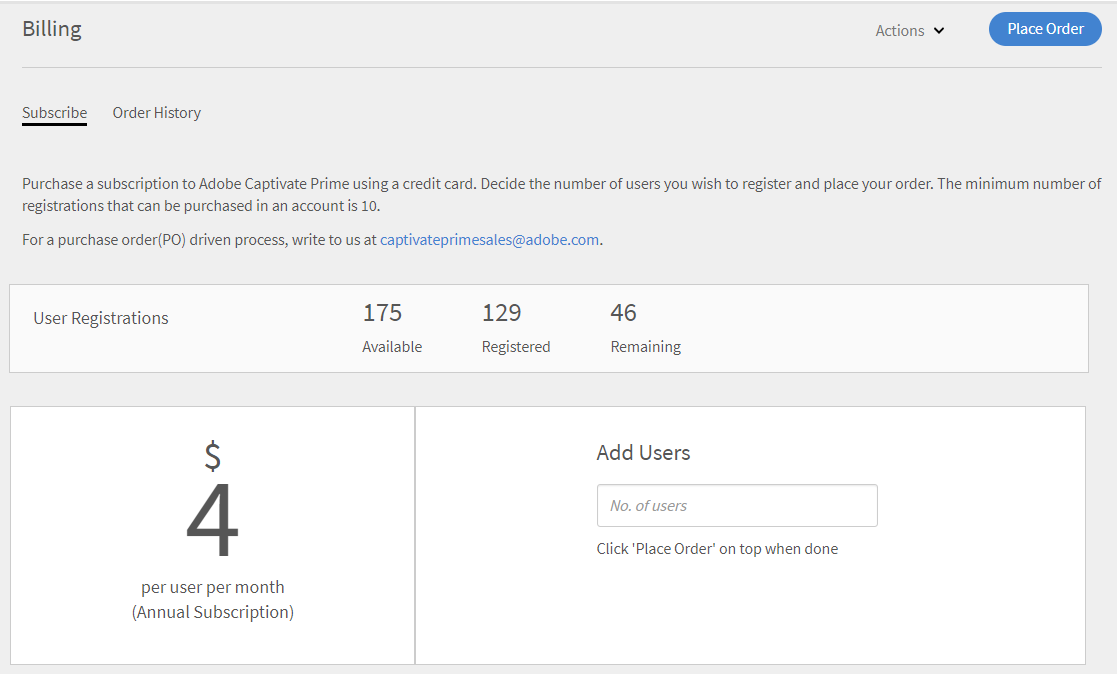 Billing
Actions
Place Order
Subscribe
Order History
Purchase a subscription to Adobe Captivate Prime using a credit card. Decide the number of users you wish to register and place your order. The minimum number of
registrations that can be purchased in an account is 10.
For a purchase order(PO) driven process, write to us at captivateprimesales@adobe.com.
User Registrations
175
Available
129
Registered
46
Remaining
$
4
per user per month
(Annual Subscription)
Add Users
No. of users
Click 'Place Order' on top when done